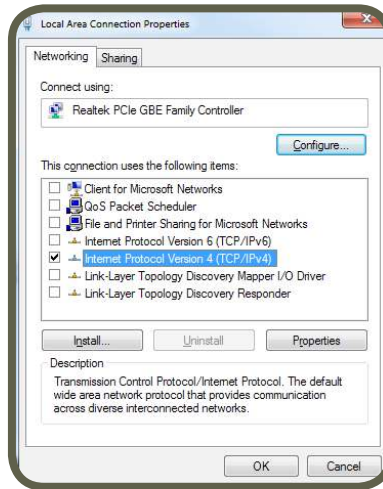 Local Area Connection Properties
Networking
Sharing
Connect using:
Realtek PCIe GBE Family Controller
Configure...
This connection uses the following items:
Client for Microsoft Networks
QoS Packet Scheduler
File and Printer Sharing for Microsoft Networks
Internet Protocol Version 6 (TCP/IPv6)
Internet Protocol Version 4 (TCP/IPv4)
Link-Layer Topology Discovery Mapper I/O Driver
Link-Layer Topology Discovery Responder
Install...
Uninstall
Properties
Description
Transmission Control Protocol/Internet Protocol. The default
wide area network protocol that provides communication
across diverse interconnected networks.
OK
Cancel